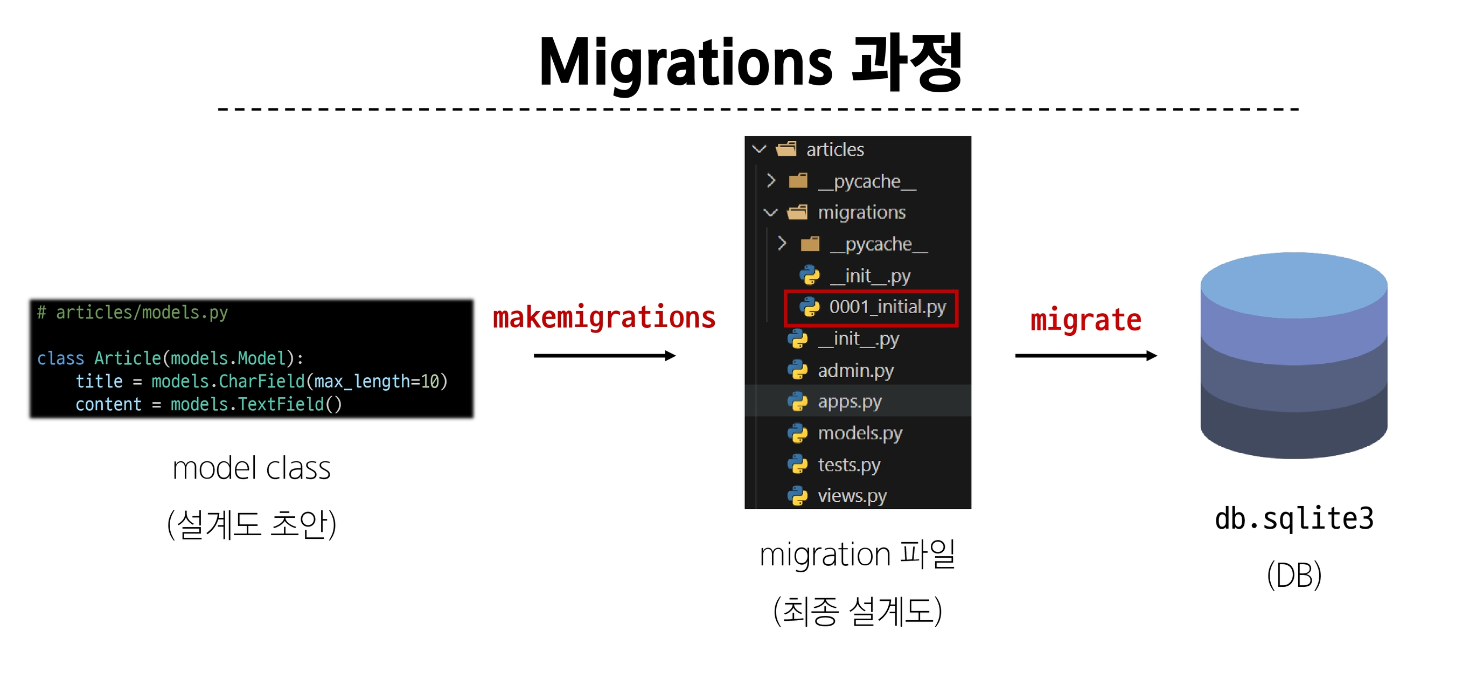 Migrations 과정
# articles/models.py
class Article(models.Model):
title = models.CharField(max_length=10)
content = models.TextField()
model class
(설계도 초안)
makemigrations
articles
__pycache__
migrations
__pycache__
__init__.py
0001_initial.py
__init__.py
admin.py
apps.py
models.py
tests.py
views.py
migration 파일
(최종 설계도)
migrate
db.sqlite3
(DB)